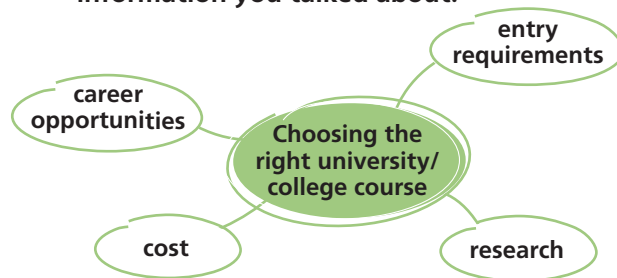 information you talked about.
entry
requirements
career
opportunities
Choosing the
right university/
college course
cost
research